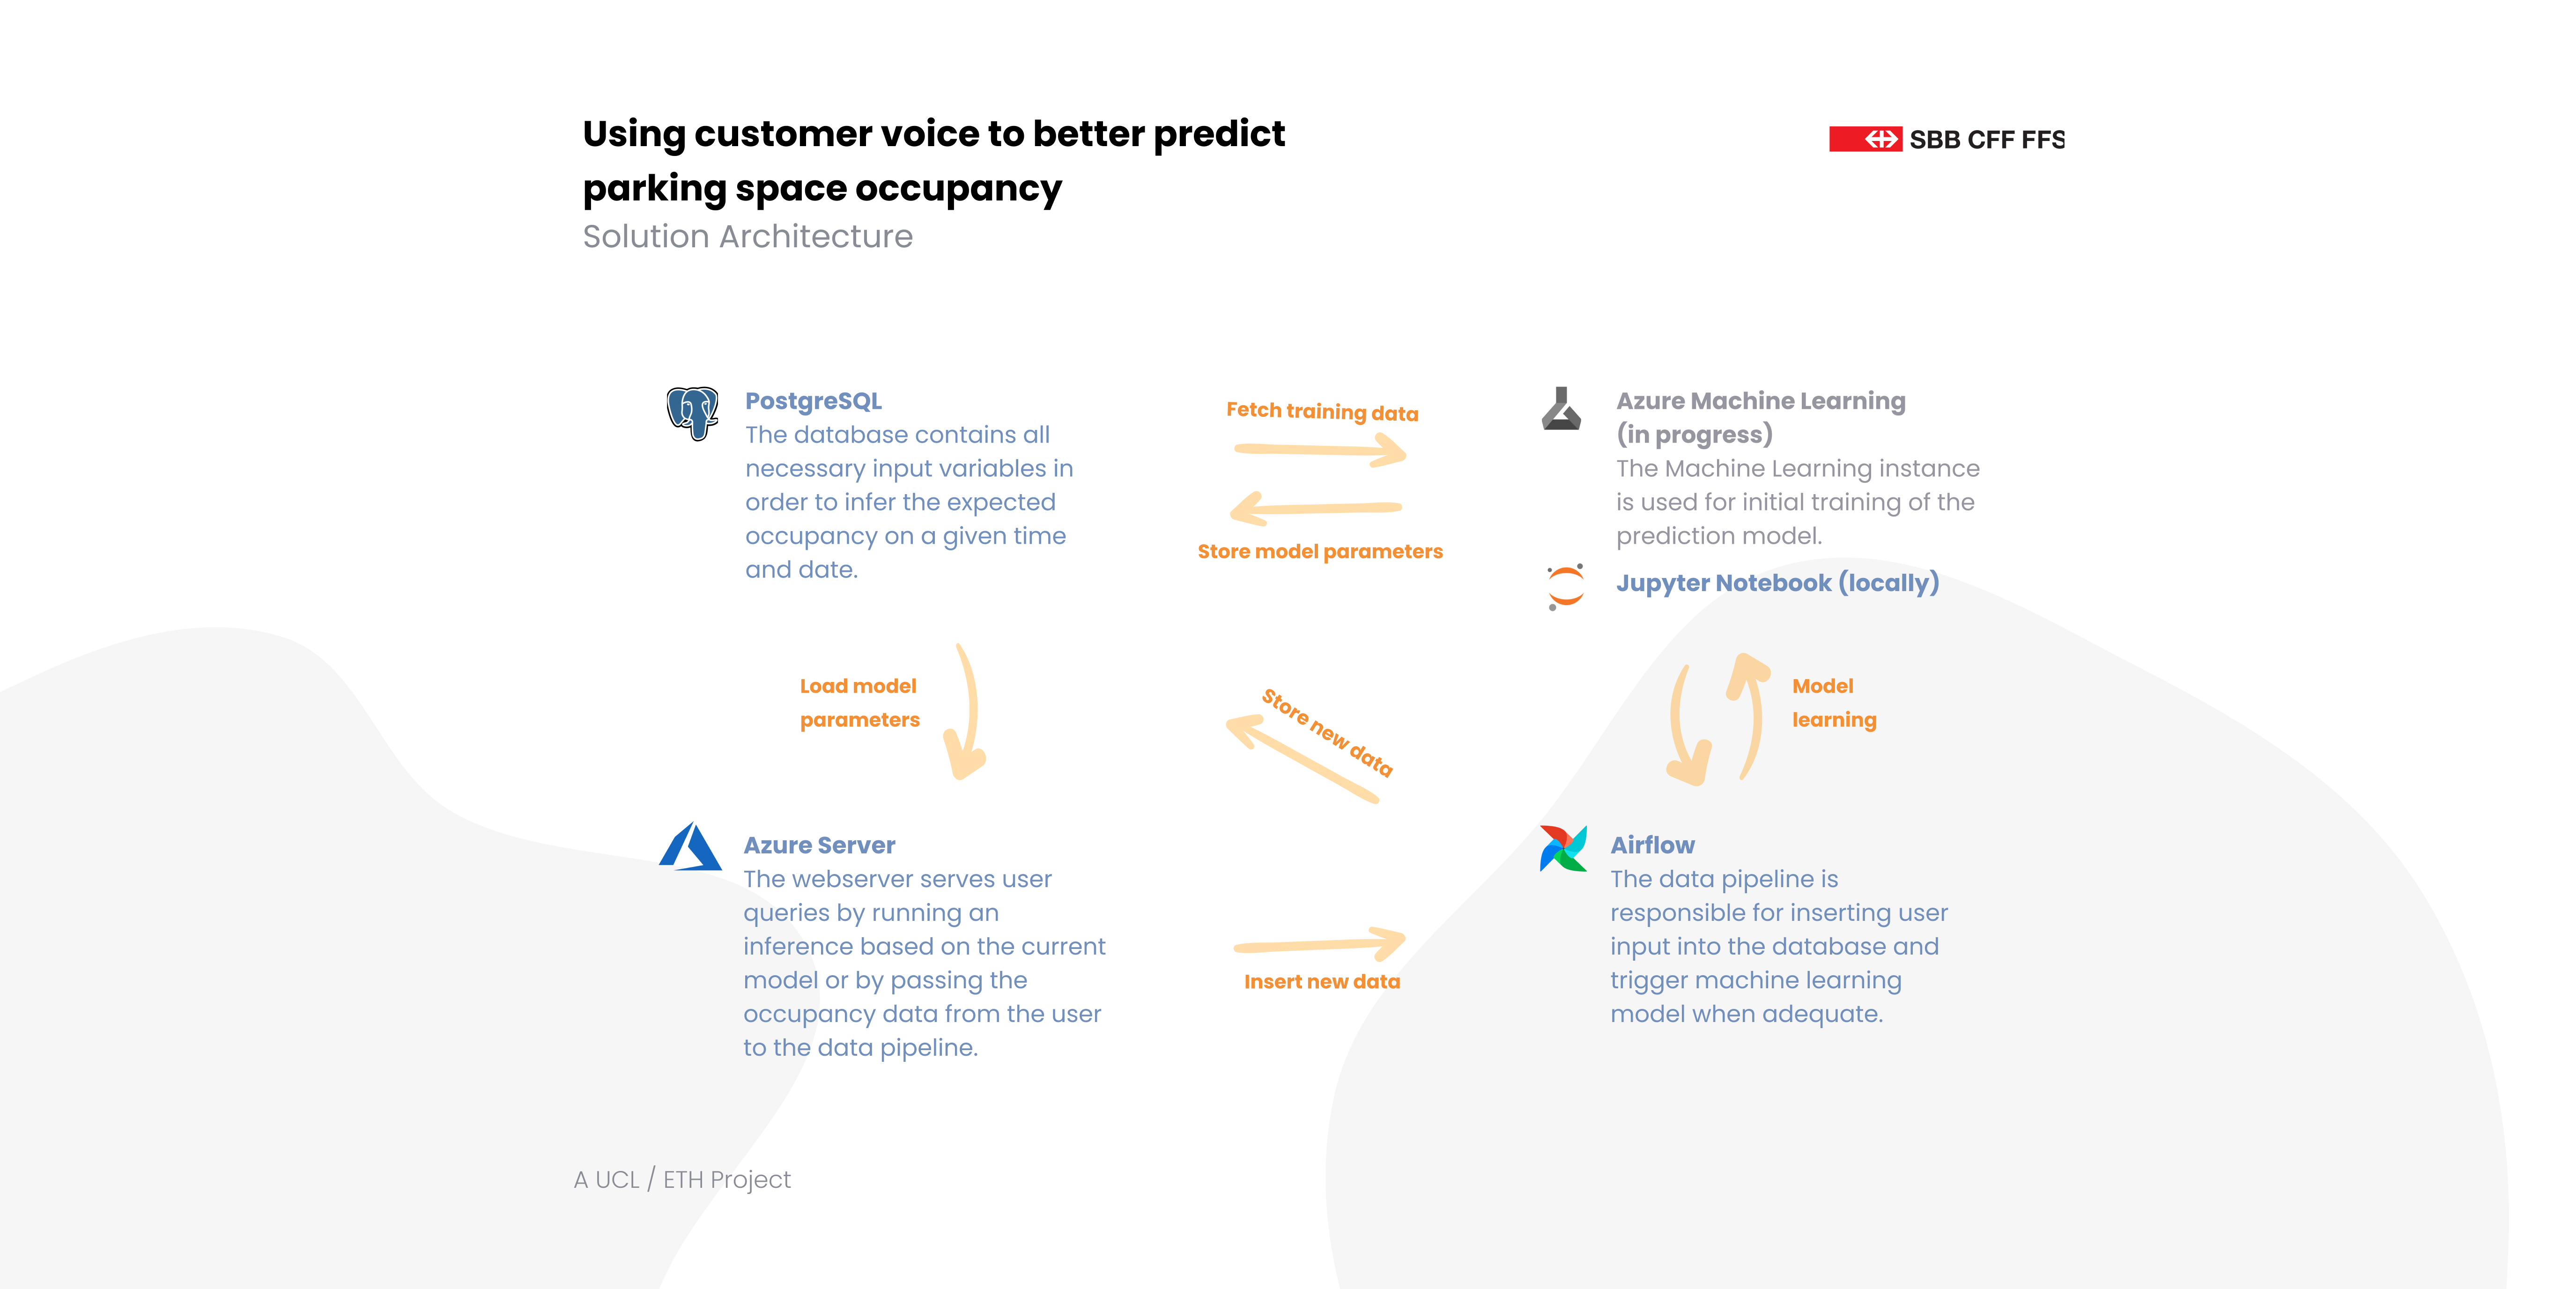 Using customer voice to better predict
parking space occupancy
Solution Architecture
SBB CFF FFS
PostgreSQL
The database contains all
necessary input variables in
order to infer the expected
occupancy on a given time
and date.
Fetch training data
Store model parameters
Azure Machine Learning
(in progress)
The Machine Learning instance
is used for initial training of the
prediction model.
Jupyter Notebook (locally)
Load model
parameters
Store new data
Model
learning
Azure Server
The webserver serves user
queries by running an
inference based on the current
model or by passing the
occupancy data from the user
to the data pipeline.
Insert new data
Airflow
The data pipeline is
responsible for inserting user
input into the database and
trigger machine learning
model when adequate.
A UCL / ETH Project